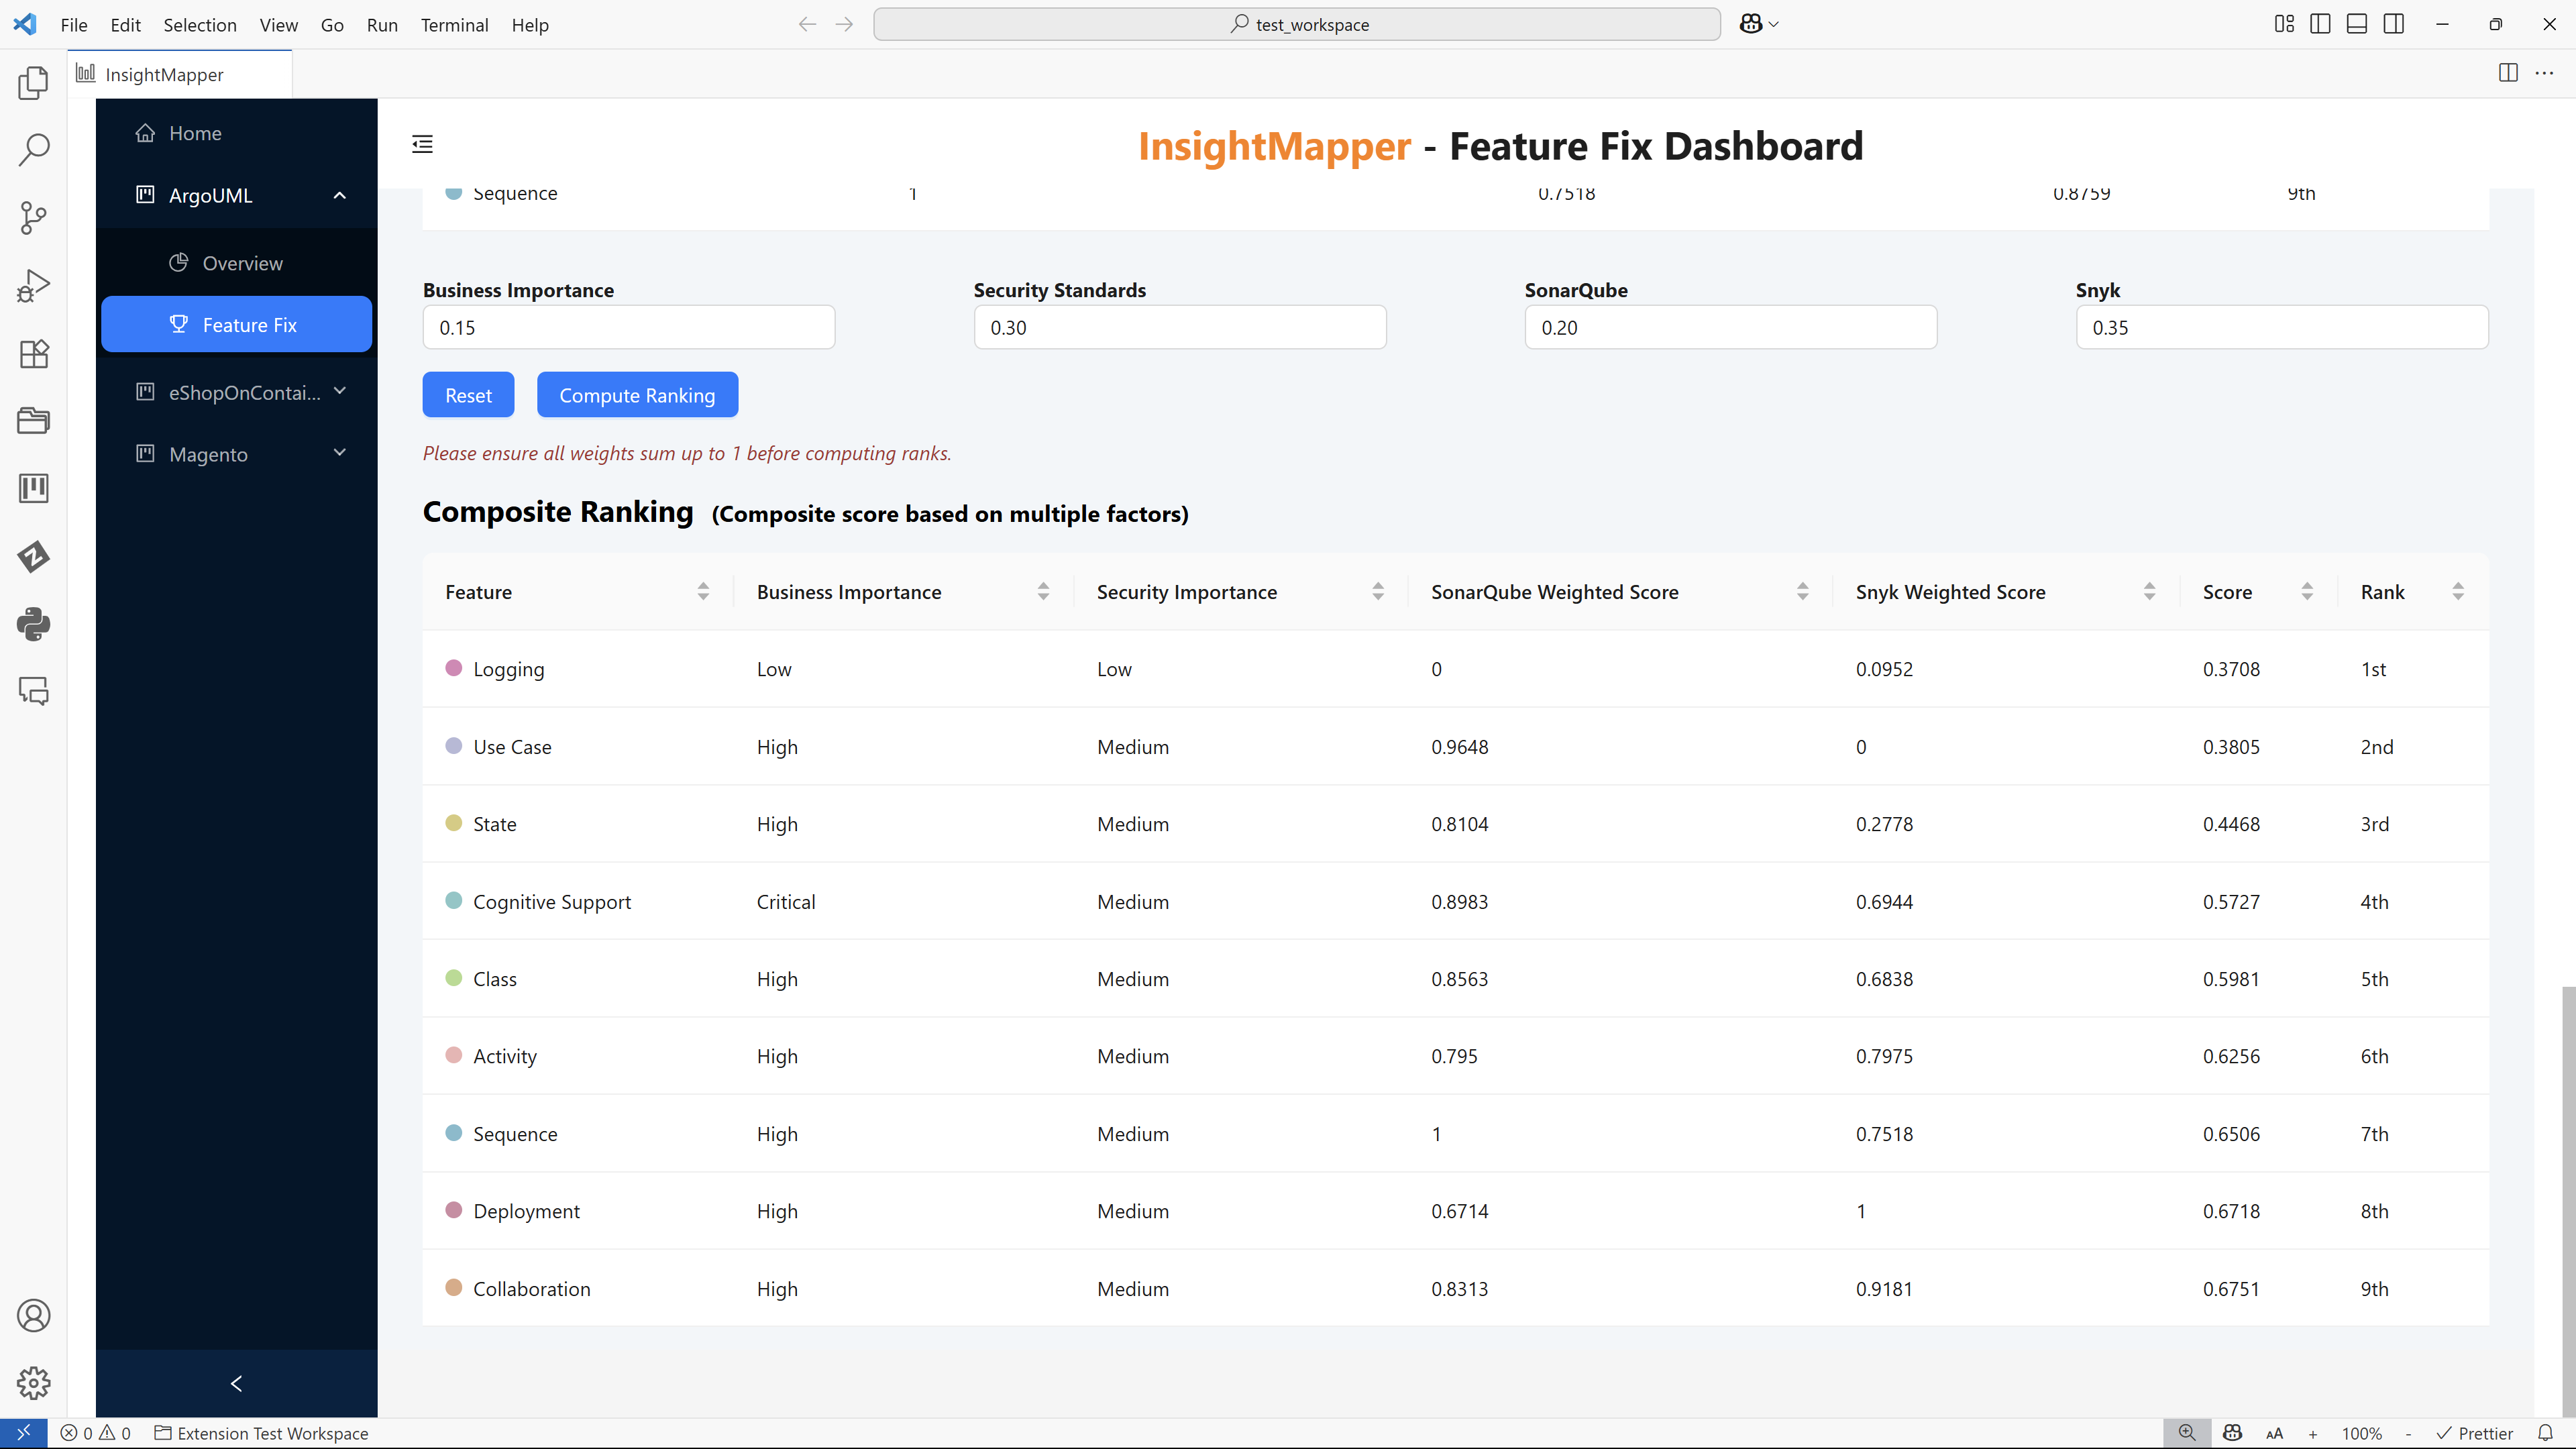 File Edit Selection View Go Run Terminal Help test_workspace
InsightMapper
Home
ArgoUML
Overview
Feature Fix
eShopOnContai...
Magento
InsightMapper - Feature Fix Dashboard
Sequence 1 0.7518 0.8759 9th
Business Importance Security Standards SonarQube Snyk
0.15 0.30 0.20 0.35
Reset Compute Ranking
Please ensure all weights sum up to 1 before computing ranks.
Composite Ranking (Composite score based on multiple factors)
Feature Business Importance Security Importance SonarQube Weighted Score Snyk Weighted Score Score Rank
Logging Low Low 0 0.0952 0.3708 1st
Use Case High Medium 0.9648 0 0.3805 2nd
State High Medium 0.8104 0.2778 0.4468 3rd
Cognitive Support Critical Medium 0.8983 0.6944 0.5727 4th
Class High Medium 0.8563 0.6838 0.5981 5th
Activity High Medium 0.795 0.7975 0.6256 6th
Sequence High Medium 1 0.7518 0.6506 7th
Deployment High Medium 0.6714 1 0.6718 8th
Collaboration High Medium 0.8313 0.9181 0.6751 9th
0 0 Extension Test Workspace AA + 100% - Prettier